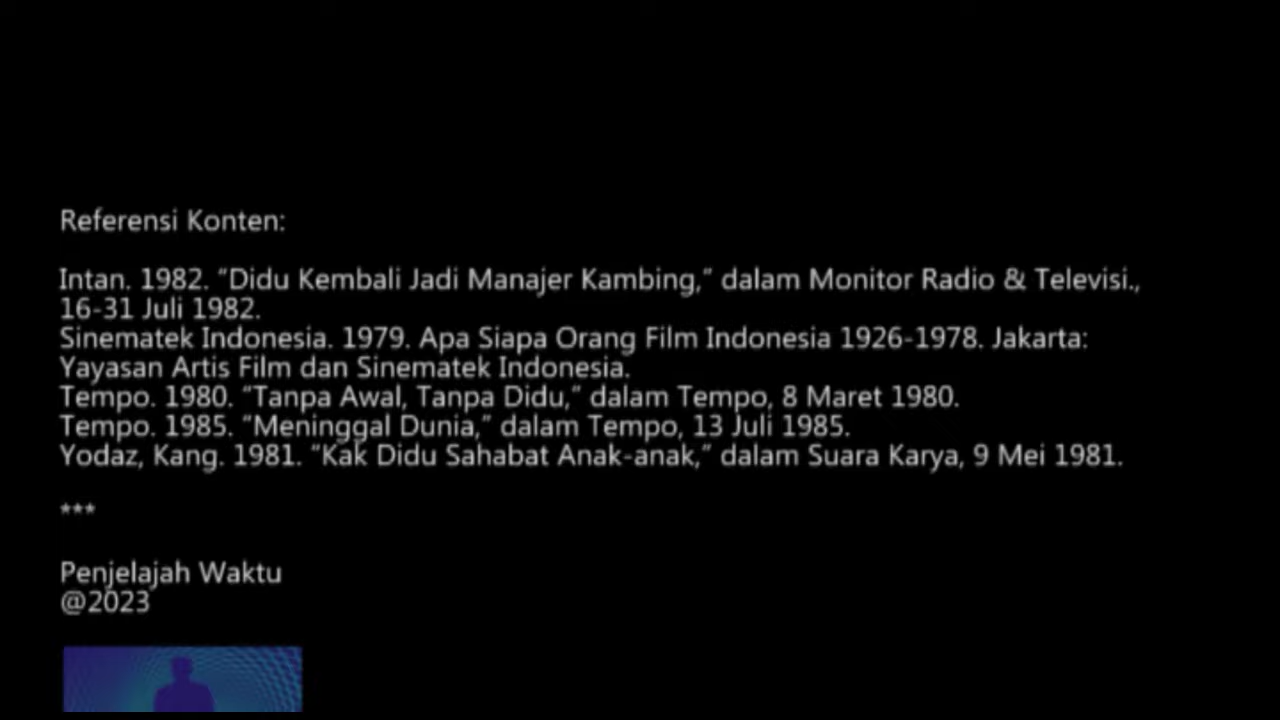 Referensi Konten:
Intan. 1982. “Didu Kembali Jadi Manajer Kambing,” dalam Monitor Radio & Televisi.,
16-31 Juli 1982.
Sinematek Indonesia. 1979. Apa Siapa Orang Film Indonesia 1926-1978. Jakarta:
Yayasan Artis Film dan Sinematek Indonesia.
Tempo. 1980. “Tanpa Awal, Tanpa Didu,” dalam Tempo, 8 Maret 1980.
Tempo. 1985. “Meninggal Dunia,” dalam Tempo, 13 Juli 1985.
Yodaz, Kang. 1981. “Kak Didu Sahabat Anak-anak,” dalam Suara Karya, 9 Mei 1981.
***
Penjelajah Waktu
@2023